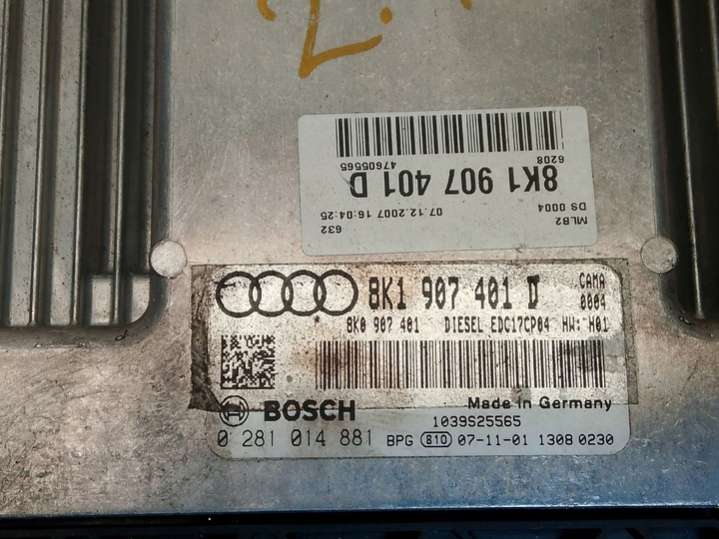 47605565
6208
8K1 907 401 D
MLB2
DS 0004
632
07.12.2007 16:04:25
8K1 907 401 D
CAMA
0004
8K0 907 401 DIESEL EDC17CP04 HW: H01
BOSCH
Made in Germany
1039S25565
0 281 014 881 BPG 810 07-11-01 1308 0230